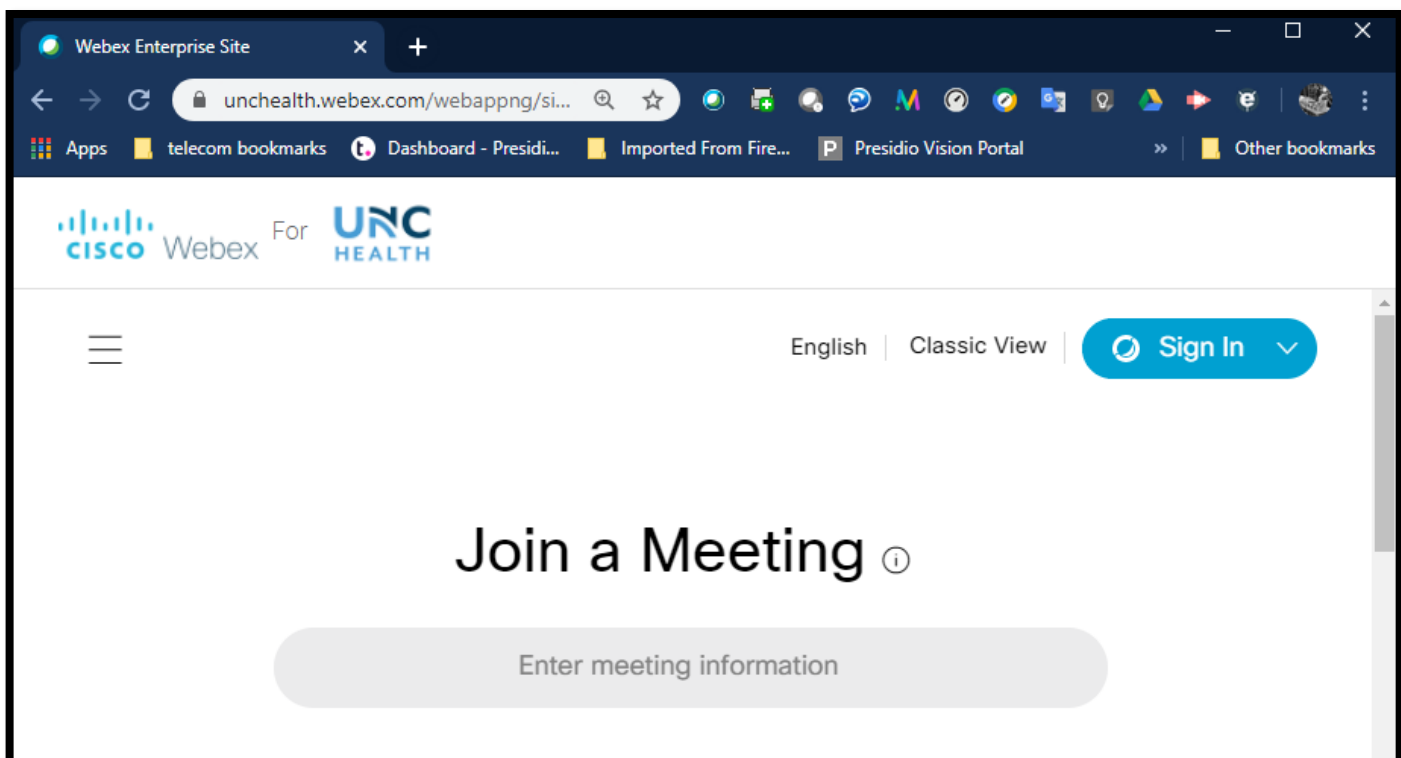 Webex Enterprise Site
unchealth.webex.com/webappng/si...
Apps telecom bookmarks Dashboard - Presidi... Imported From Fire... Presidio Vision Portal » Other bookmarks
CISCO Webex For UNC HEALTH
English Classic View Sign In
Join a Meeting
Enter meeting information